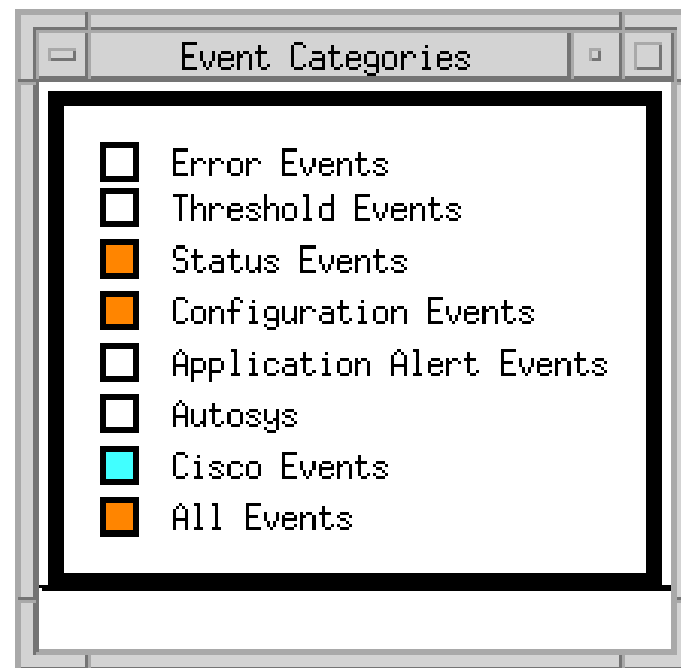 Event Categories
Error Events
Threshold Events
Status Events
Configuration Events
Application Alert Events
Autosys
Cisco Events
All Events